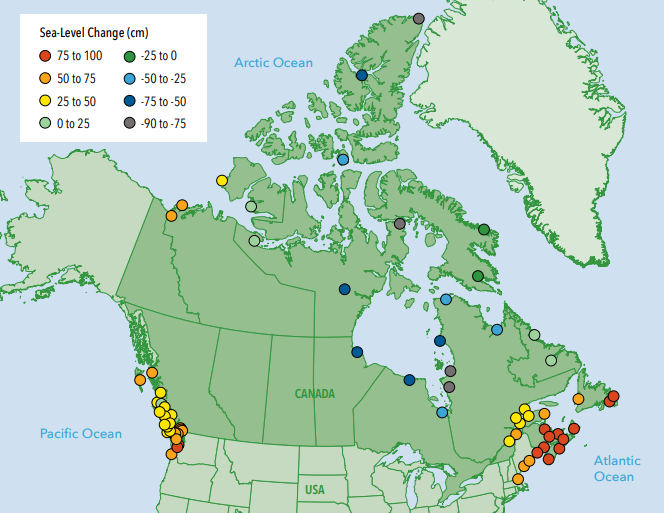 Sea-Level Change (cm)
75 to 100
-25 to 0
50 to 75
-50 to -25
25 to 50
-75 to -50
0 to 25
-90 to -75
Arctic Ocean
CANADA
Pacific Ocean
Atlantic
Ocean
USA